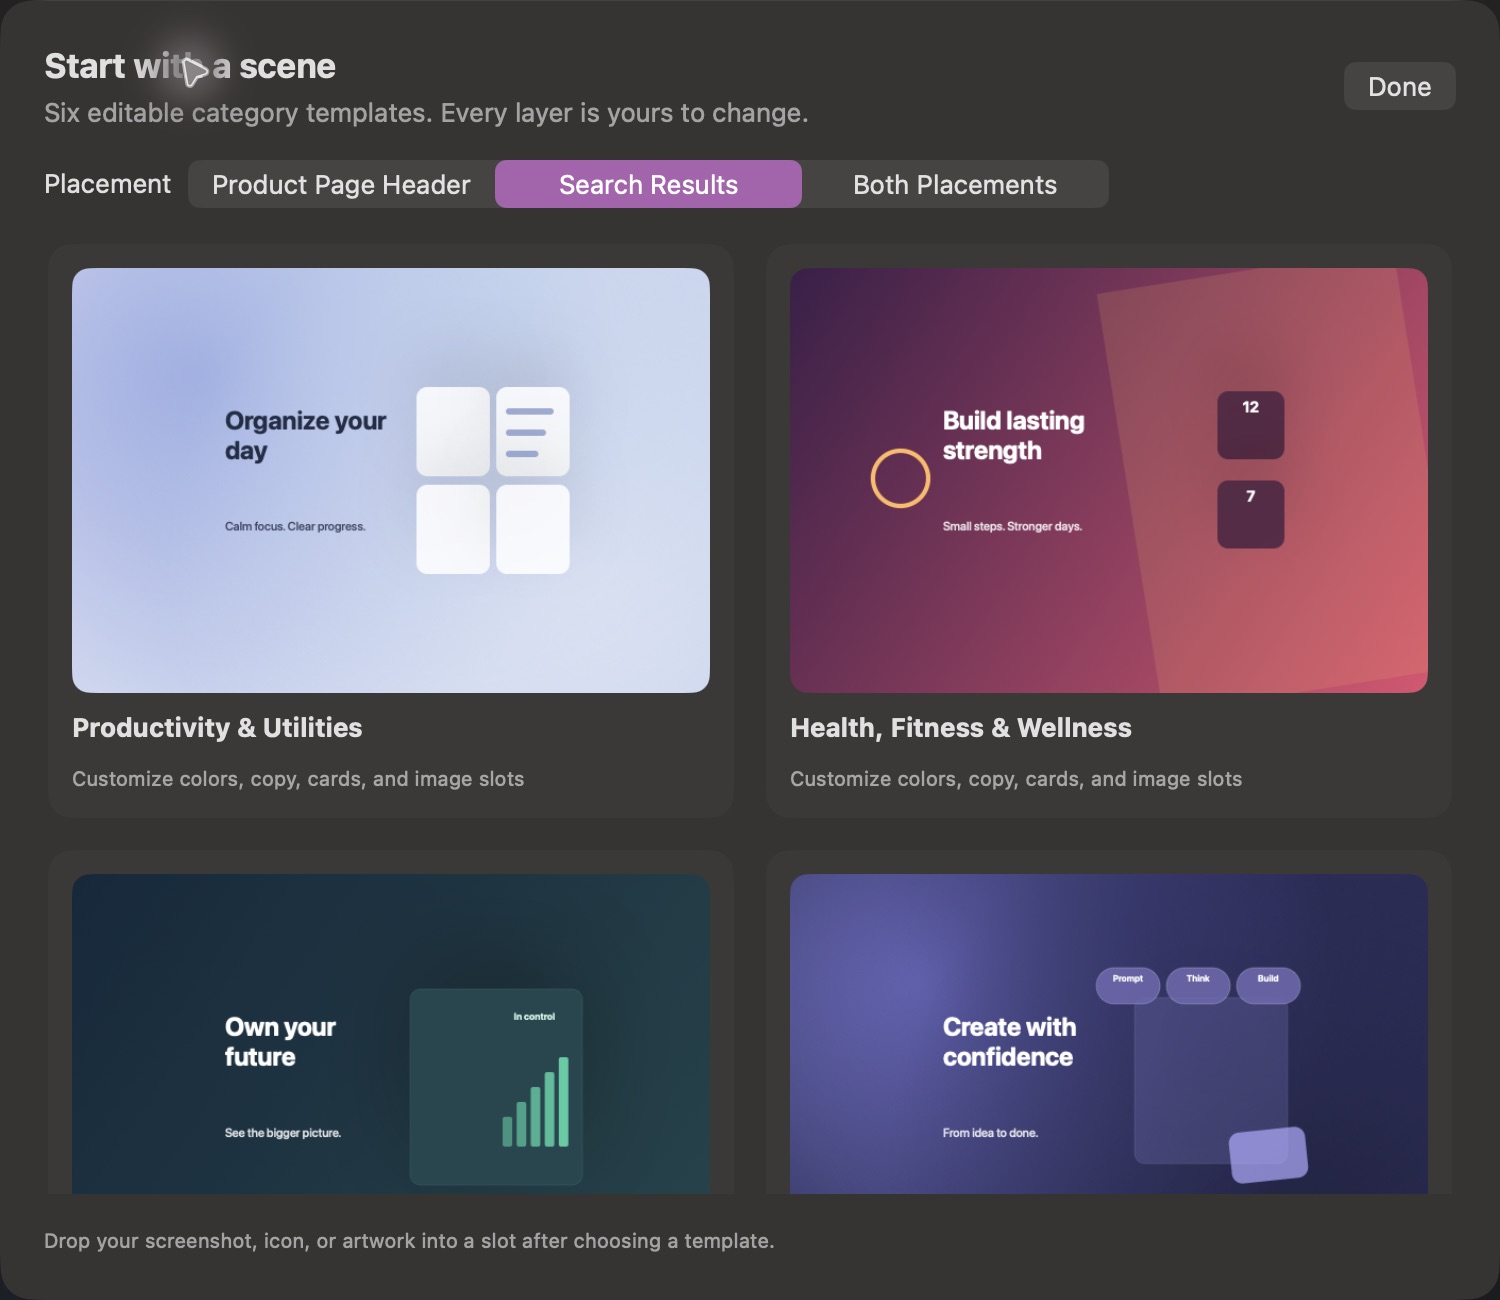 Start with a scene
Six editable category templates. Every layer is yours to change.
Done
Placement
Product Page Header
Search Results
Both Placements
Organize your
day
Calm focus. Clear progress.
Productivity & Utilities
Customize colors, copy, cards, and image slots
Build lasting
strength
Small steps. Stronger days.
12
7
Health, Fitness & Wellness
Customize colors, copy, cards, and image slots
Own your
future
See the bigger picture.
In control
Create with
confidence
From idea to done.
Prompt
Think
Build
Drop your screenshot, icon, or artwork into a slot after choosing a template.